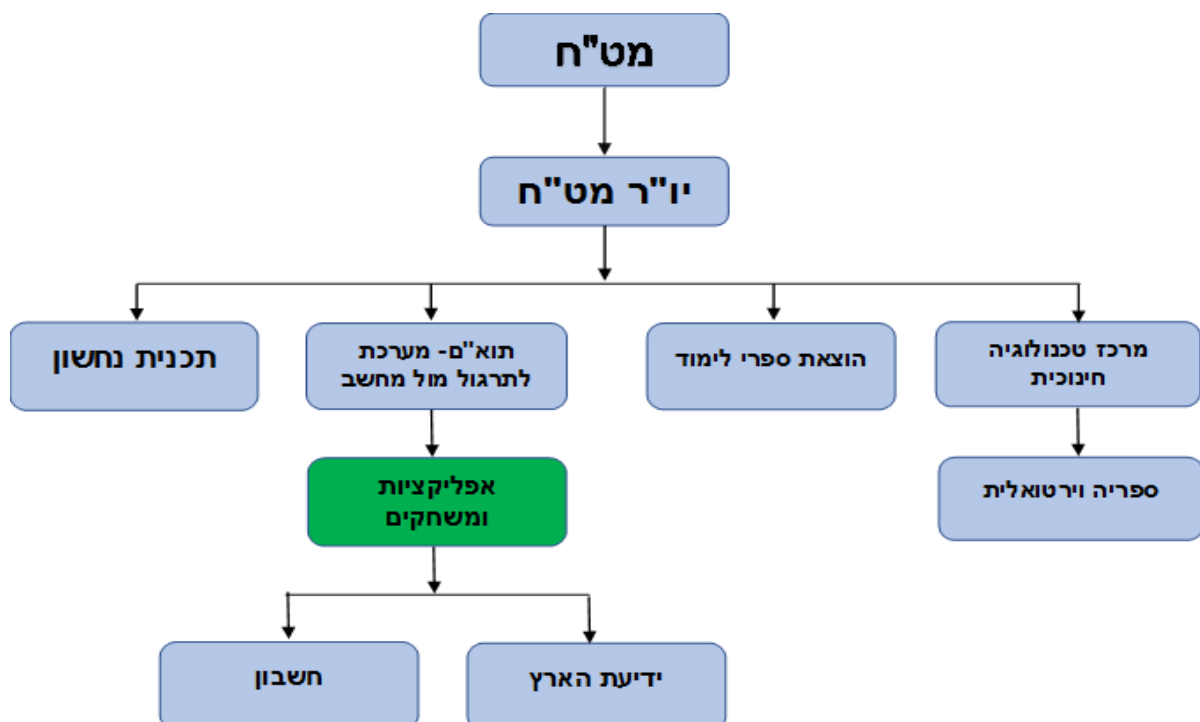 מט"ח
יו"ר מט"ח
מרכז טכנולוגיה
חינוכית
הוצאת ספרי לימוד
תוא"ם- מערכת
לתרגול מול מחשב
תכנית נחשון
ספריה וירטואלית
אפליקציות
ומשחקים
ידיעת הארץ
חשבון